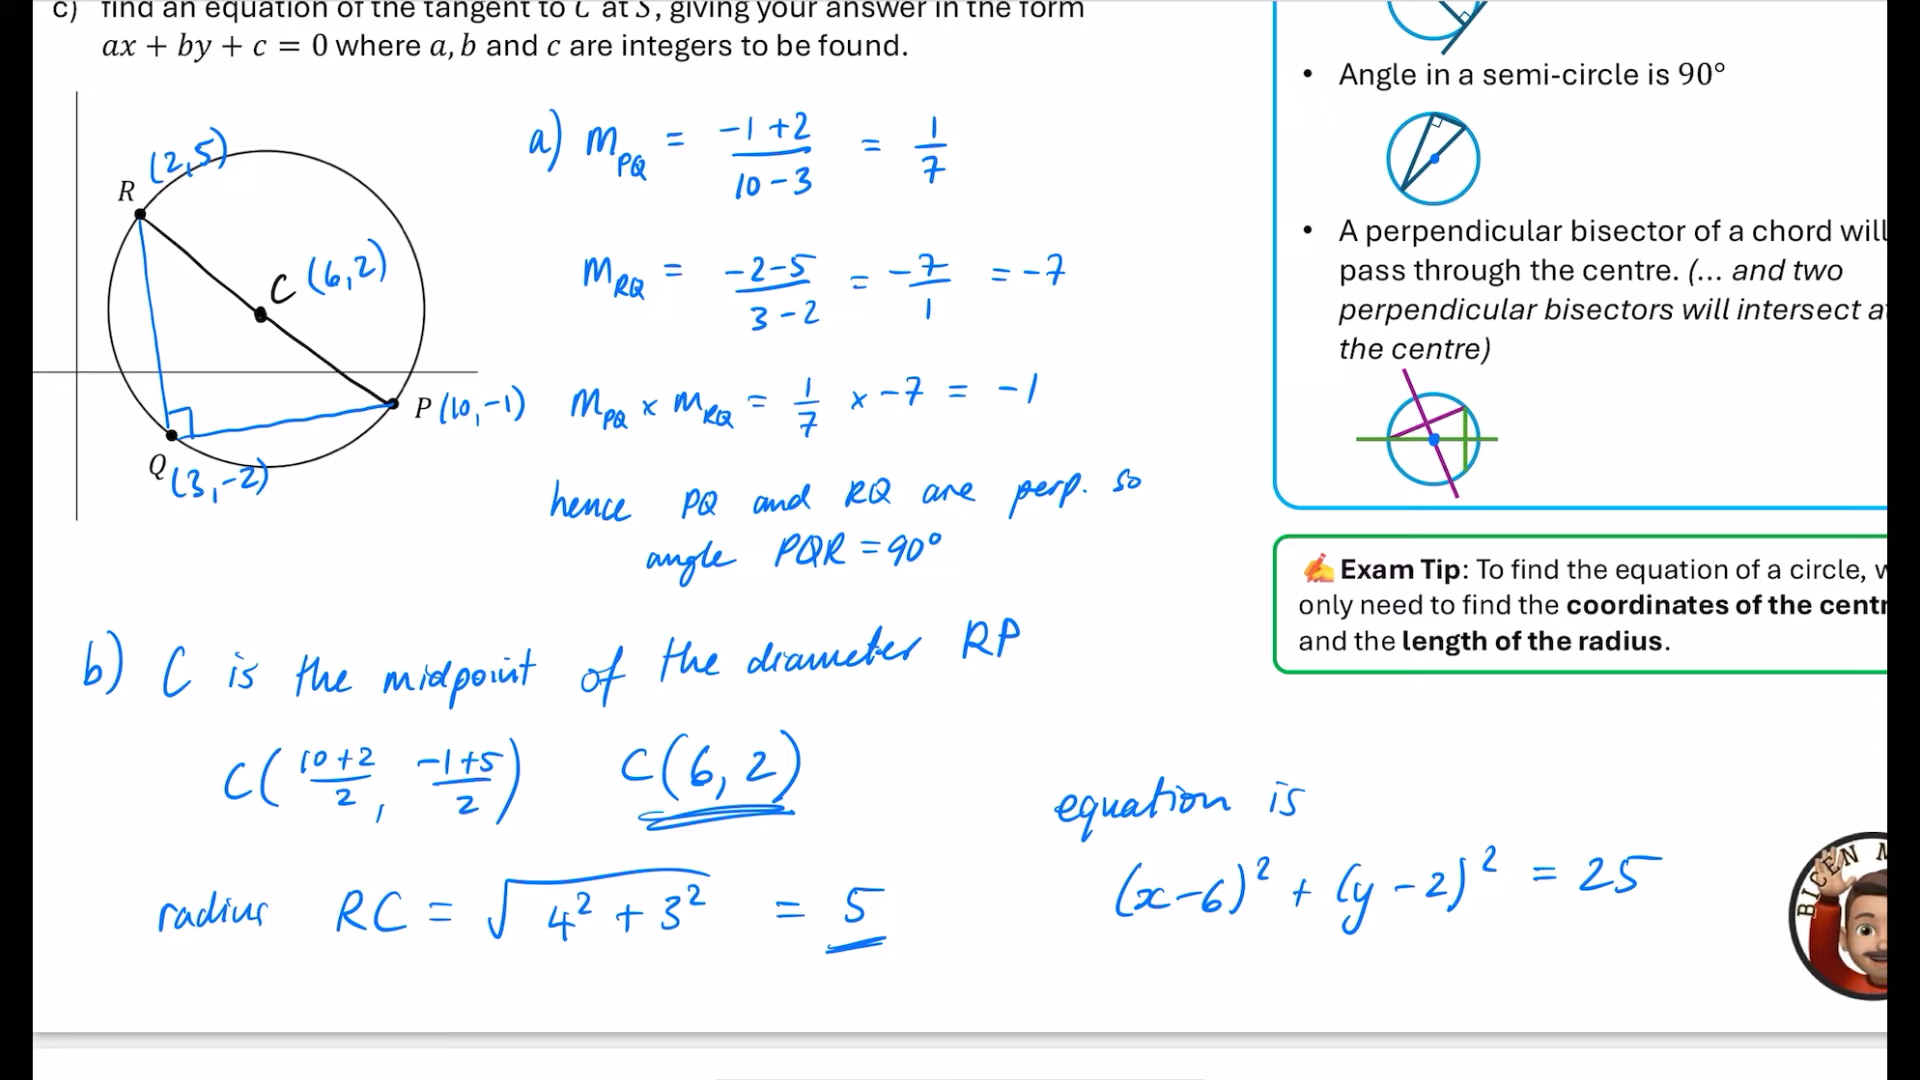 c) find an equation of the tangent to C at S, giving your answer in the form
ax + by + c = 0 where a, b and c are integers to be found.
R (2,5)
C (6,2)
P (10,-1)
Q (3,-2)
a) m_PQ = (-1+2)/(10-3) = 1/7
m_RQ = (-2-5)/(3-2) = -7/1 = -7
m_PQ × m_RQ = 1/7 × -7 = -1
hence PQ and RQ are perp. so
angle PQR = 90°
b) C is the midpoint of the diameter RP
C((10+2)/2, (-1+5)/2) C(6, 2)
radius RC = √(4² + 3²) = 5
equation is
(x-6)² + (y-2)² = 25
• Angle in a semi-circle is 90°
• A perpendicular bisector of a chord will
pass through the centre. (... and two
perpendicular bisectors will intersect a
the centre)
✍ Exam Tip: To find the equation of a circle, w
only need to find the coordinates of the centr
and the length of the radius.
BICEN M